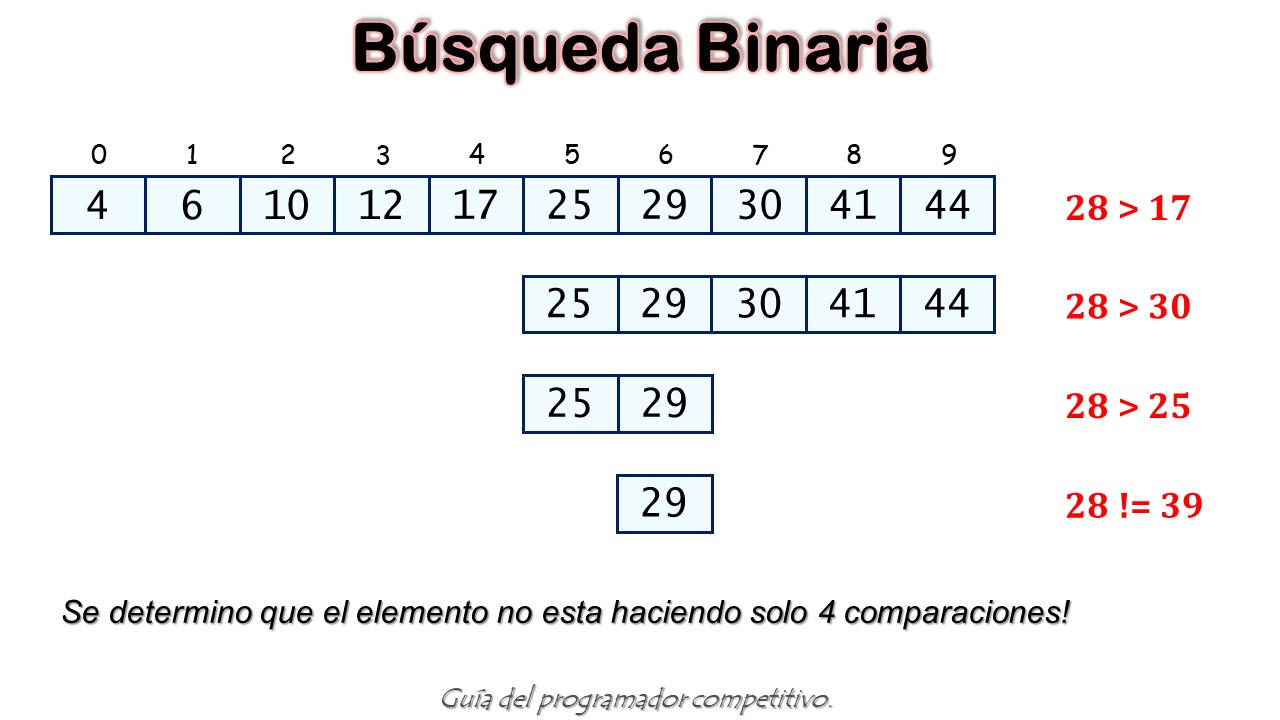 Búsqueda Binaria
0 1 2 3 4 5 6 7 8 9
4 6 10 12 17 25 29 30 41 44 28 > 17
25 29 30 41 44 28 > 30
25 29 28 > 25
29 28 != 39
Se determino que el elemento no esta haciendo solo 4 comparaciones!
Guía del programador competitivo.